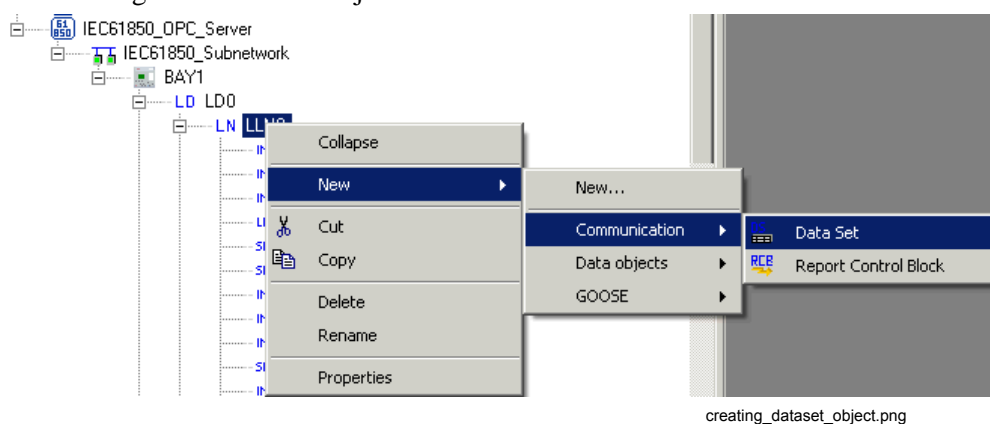 IEC61850_OPC_Server
IEC61850_Subnetwork
BAY1
LD LD0
LN
Collapse
New
Cut
Copy
Delete
Rename
Properties
New...
Communication
Data objects
GOOSE
Data Set
RCB Report Control Block
creating_dataset_object.png